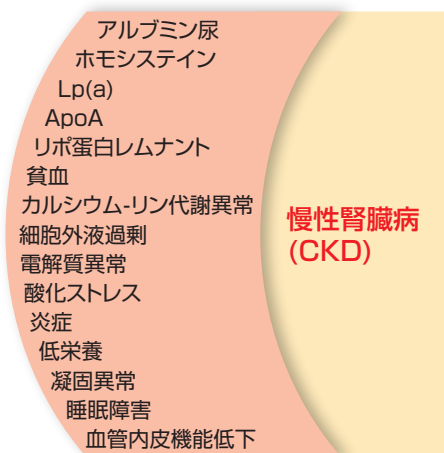 アルブミン尿
ホモシステイン
Lp(a)
ApoA
リポ蛋白レムナント
貧血
カルシウム-リン代謝異常
細胞外液過剰
電解質異常
酸化ストレス
炎症
低栄養
凝固異常
睡眠障害
血管内皮機能低下
慢性腎臓病
(CKD)